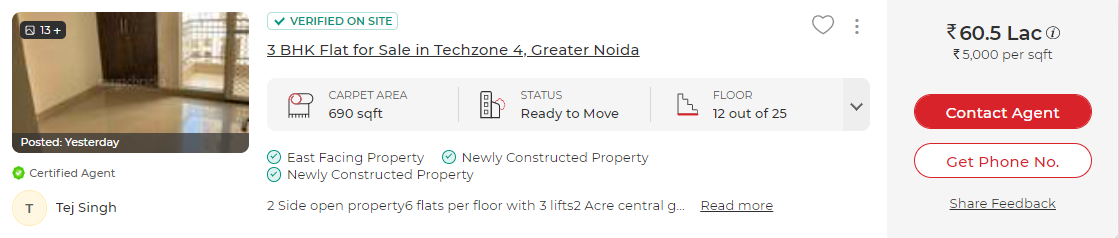 13 +
Posted: Yesterday
Certified Agent
T
Tej Singh
VERIFIED ON SITE
3 BHK Flat for Sale in Techzone 4, Greater Noida
CARPET AREA
690 sqft
STATUS
Ready to Move
FLOOR
12 out of 25
East Facing Property
Newly Constructed Property
Newly Constructed Property
2 Side open property6 flats per floor with 3 lifts2 Acre central g... Read more
₹60.5 Lac
₹5,000 per sqft
Contact Agent
Get Phone No.
Share Feedback